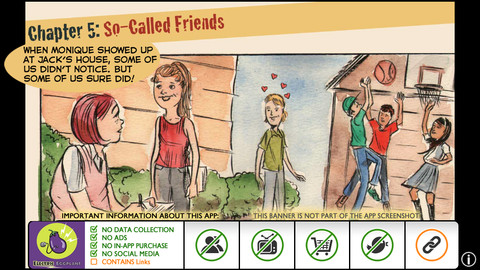 Chapter 5: So-Called Friends
WHEN MONIQUE SHOWED UP
AT JACK'S HOUSE, SOME OF
US DIDN'T NOTICE. BUT
SOME OF US SURE DID!
IMPORTANT INFORMATION ABOUT THIS APP: THIS BANNER IS NOT PART OF THE APP SCREENSHOT
NO DATA COLLECTION
NO ADS
NO IN-APP PURCHASE
NO SOCIAL MEDIA
CONTAINS Links
ELECTRIC EGGPLANT
i